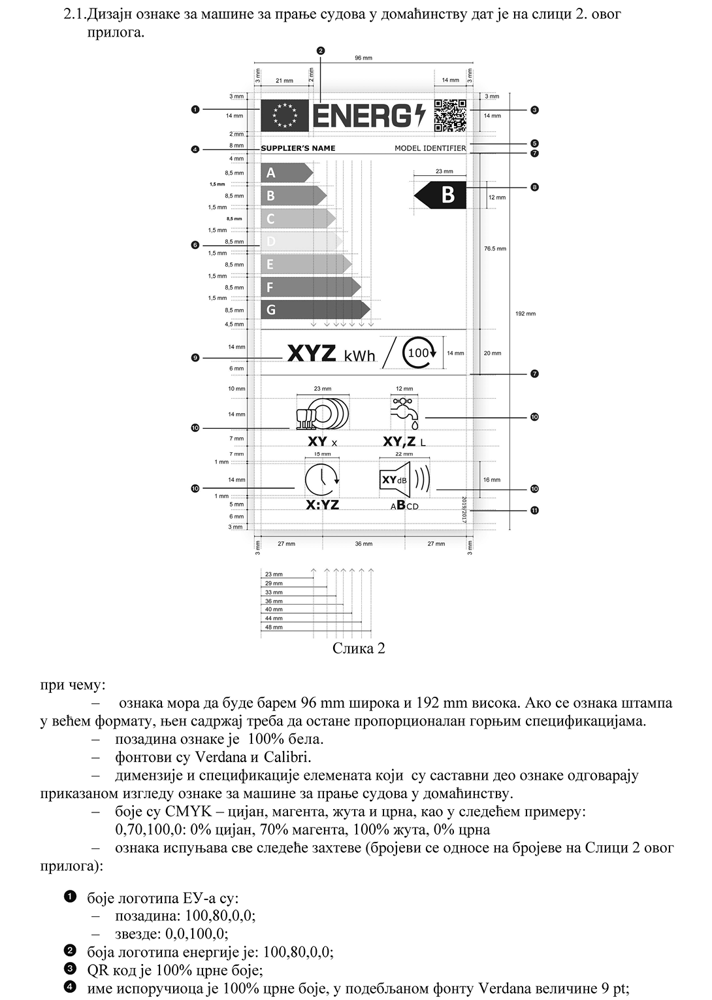 2.1.Дизајн ознаке за машине за прање судова у домаћинству дат је на слици 2. овог
прилога.
2
96 mm
3 mm
21 mm
2 mm
14 mm
3 mm
3 mm
3 mm
1
ENERG
3
14 mm
14 mm
2 mm
5
8 mm
4
SUPPLIER'S NAME
MODEL IDENTIFIER
7
4 mm
8,5 mm
A
23 mm
1,5 mm
8
8,5 mm
B
B
12 mm
1,5 mm
8,5 mm
C
1,5 mm
6
8,5 mm
D
76.5 mm
1,5 mm
8,5 mm
E
1,5 mm
8,5 mm
F
1,5 mm
8,5 mm
G
192 mm
4,5 mm
14 mm
9
XYZ kWh
100
14 mm
20 mm
6 mm
7
10 mm
23 mm
12 mm
14 mm
10
10
7 mm
XY x
XY,Z L
7 mm
15 mm
22 mm
1 mm
14 mm
10
XY dB
16 mm
10
1 mm
5 mm
X:YZ
ABCD
2019/2017
11
6 mm
3 mm
3 mm
27 mm
36 mm
27 mm
3 mm
23 mm
29 mm
33 mm
36 mm
40 mm
44 mm
48 mm
Слика 2
при чему:
– ознака мора да буде барем 96 mm широка и 192 mm висока. Ако се ознака штампа
у већем формату, њен садржај треба да остане пропорционалан горњим спецификацијама.
– позадина ознаке је 100% бела.
– фонтови су Verdana и Calibri.
– димензије и спецификације елемената који су саставни део ознаке одговарају
приказаном изгледу ознаке за машине за прање судова у домаћинству.
– боје су CMYK – цијан, магента, жута и црна, као у следећем примеру:
0,70,100,0: 0% цијан, 70% магента, 100% жута, 0% црна
– ознака испуњава све следеће захтеве (бројеви се односе на бројеве на Слици 2 овог
прилога):
1 боје логотипа ЕУ-а су:
– позадина: 100,80,0,0;
– звезде: 0,0,100,0;
2 боја логотипа енергије је: 100,80,0,0;
3 QR код је 100% црне боје;
4 име испоручиоца је 100% црне боје, у подебљаном фонту Verdana величине 9 pt;